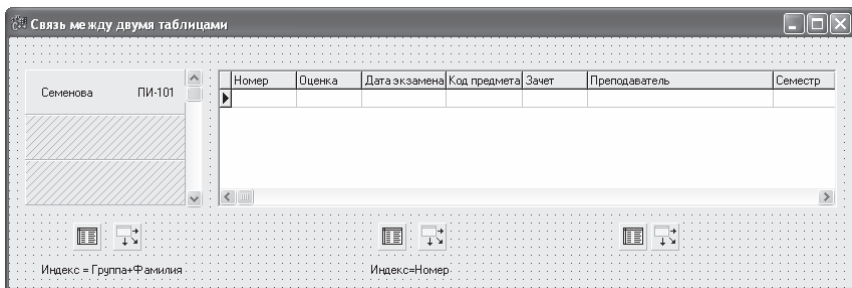 Связь между двумя таблицами
Номер Оценка Дата экзамена Код предмета Зачет Преподаватель Семестр
Семенова ПИ-101
Индекс = Группа+Фамилия Индекс=Номер